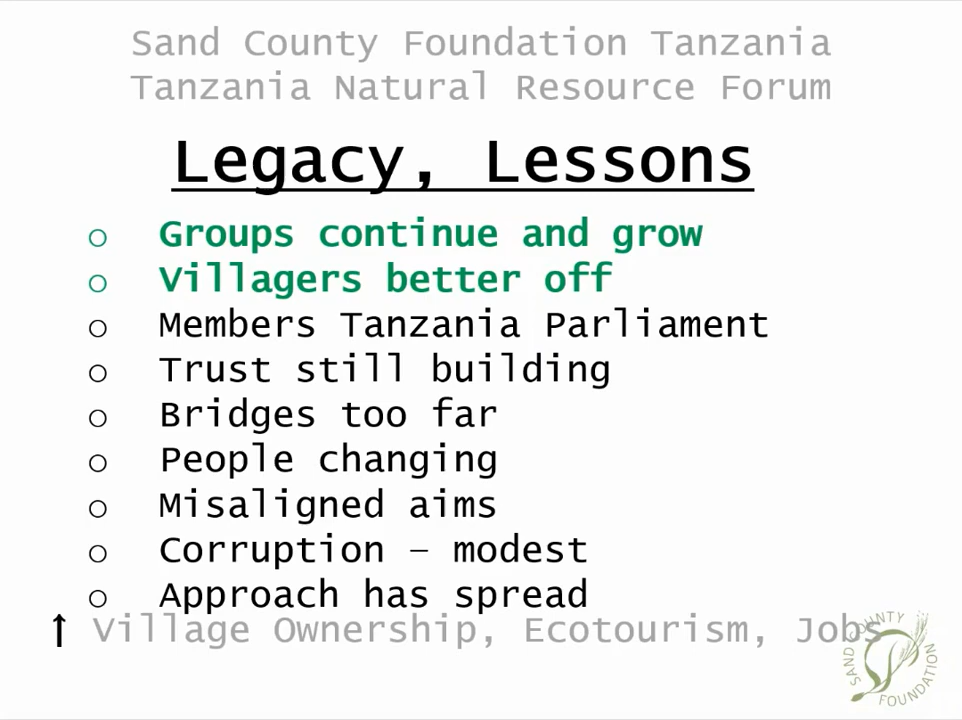 Sand County Foundation Tanzania
Tanzania Natural Resource Forum
Legacy, Lessons
o Groups continue and grow
o Villagers better off
o Members Tanzania Parliament
o Trust still building
o Bridges too far
o People changing
o Misaligned aims
o Corruption – modest
o Approach has spread
↑ Village Ownership, Ecotourism, Jobs
SAND COUNTY FOUNDATION